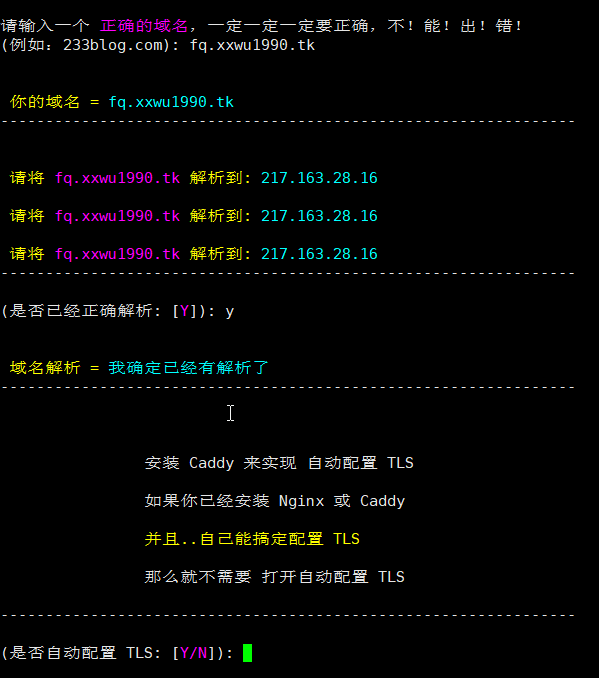 请输入一个 正确的域名，一定一定一定要正确，不！能！出！错！
(例如：233blog.com): fq.xxwu1990.tk
你的域名 = fq.xxwu1990.tk
----------------------------------------------------------------
请将 fq.xxwu1990.tk 解析到: 217.163.28.16
请将 fq.xxwu1990.tk 解析到: 217.163.28.16
请将 fq.xxwu1990.tk 解析到: 217.163.28.16
----------------------------------------------------------------
(是否已经正确解析: [Y]): y
域名解析 = 我确定已经有解析了
----------------------------------------------------------------
安装 Caddy 来实现 自动配置 TLS
如果你已经安装 Nginx 或 Caddy
并且..自己能搞定配置 TLS
那么就不需要 打开自动配置 TLS
----------------------------------------------------------------
(是否自动配置 TLS: [Y/N]):